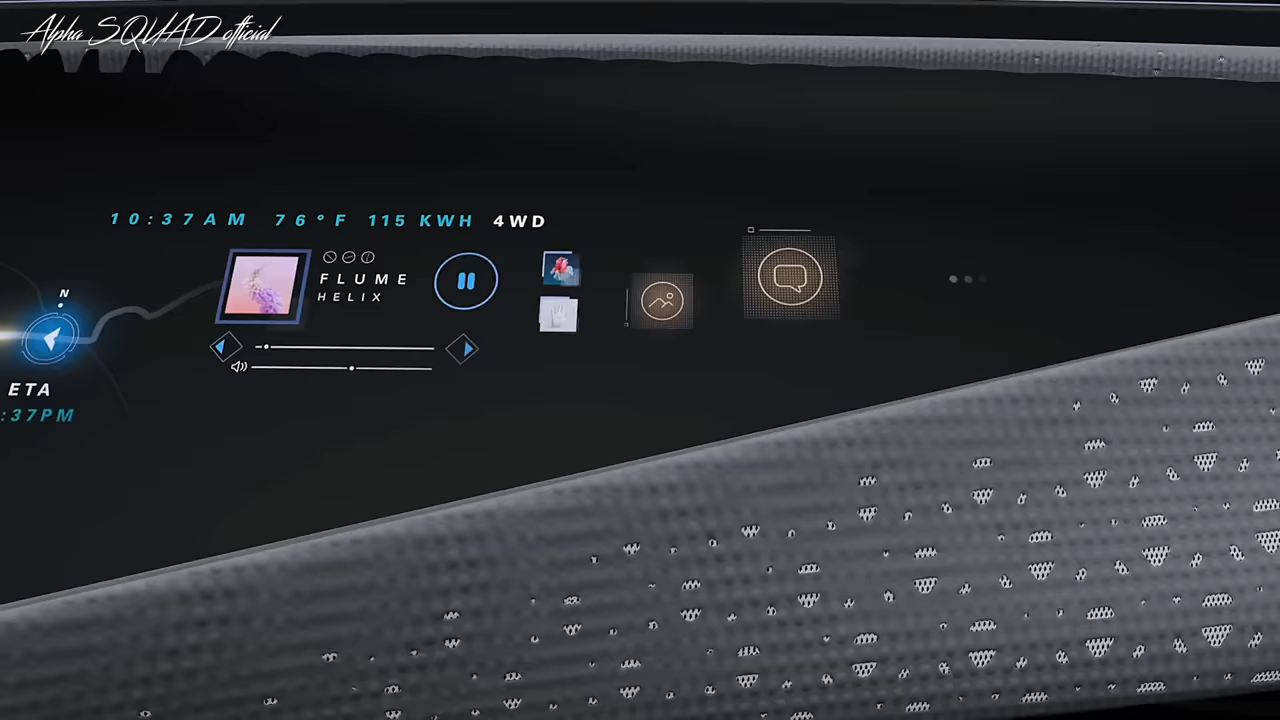 Alpha SQUAD official
10:37AM 76°F 115 KWH 4WD
FLUME
HELIX
N
ETA
:37PM